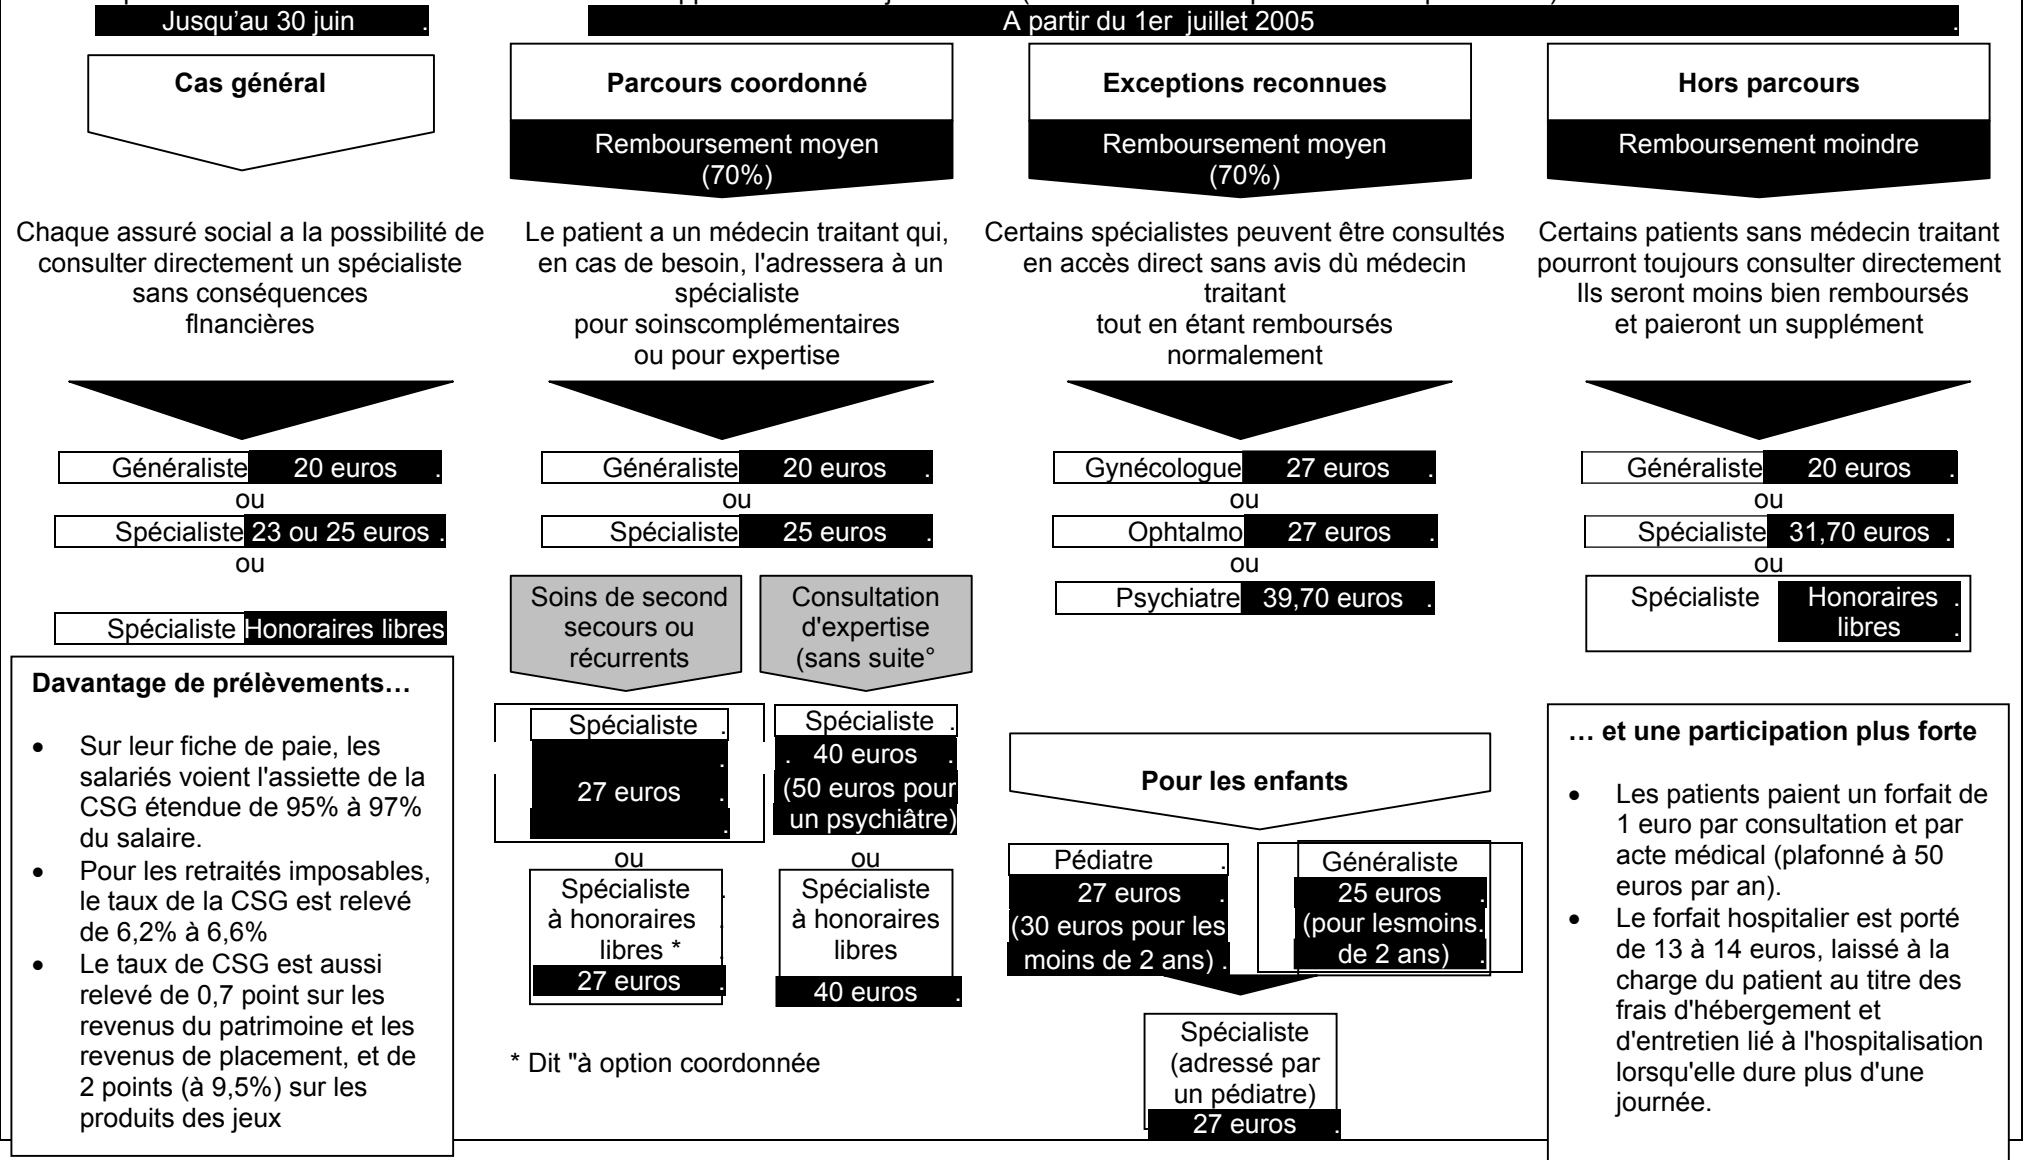 Jusqu'au 30 juin .
A partir du 1er juillet 2005 .
Cas général
Chaque assuré social a la possibilité de
consulter directement un spécialiste
sans conséquences
flnancières
Généraliste 20 euros .
ou
Spécialiste 23 ou 25 euros .
ou
Spécialiste Honoraires libres
Davantage de prélèvements…
• Sur leur fiche de paie, les
salariés voient l'assiette de la
CSG étendue de 95% à 97%
du salaire.
• Pour les retraités imposables,
le taux de la CSG est relevé
de 6,2% à 6,6%
• Le taux de CSG est aussi
relevé de 0,7 point sur les
revenus du patrimoine et les
revenus de placement, et de
2 points (à 9,5%) sur les
produits des jeux
Parcours coordonné
Remboursement moyen
(70%)
Le patient a un médecin traitant qui,
en cas de besoin, l'adressera à un
spécialiste
pour soinscomplémentaires
ou pour expertise
Généraliste 20 euros .
ou
Spécialiste 25 euros .
Soins de second
secours ou
récurrents
Spécialiste .
.
27 euros .
.
ou
Spécialiste .
à honoraires .
libres * .
27 euros .
Consultation
d'expertise
(sans suite°
Spécialiste .
. 40 euros .
(50 euros pour
un psychiâtre)
ou
Spécialiste
à honoraires
libres
40 euros .
* Dit "à option coordonnée
Exceptions reconnues
Remboursement moyen
(70%)
Certains spécialistes peuvent être consultés
en accès direct sans avis dù médecin
traitant
tout en étant remboursés
normalement
Gynécologue 27 euros .
ou
Ophtalmo 27 euros .
ou
Psychiatre 39,70 euros .
Pour les enfants
Pédiatre .
27 euros .
(30 euros pour les
moins de 2 ans) .
Généraliste
25 euros .
(pour lesmoins.
de 2 ans) .
Spécialiste
(adressé par
un pédiatre)
27 euros .
Hors parcours
Remboursement moindre
Certains patients sans médecin traitant
pourront toujours consulter directement
Ils seront moins bien remboursés
et paieront un supplément
Généraliste 20 euros .
ou
Spécialiste 31,70 euros .
ou
Spécialiste Honoraires .
libres .
… et une participation plus forte
• Les patients paient un forfait de
1 euro par consultation et par
acte médical (plafonné à 50
euros par an).
• Le forfait hospitalier est porté
de 13 à 14 euros, laissé à la
charge du patient au titre des
frais d'hébergement et
d'entretien lié à l'hospitalisation
lorsqu'elle dure plus d'une
journée.